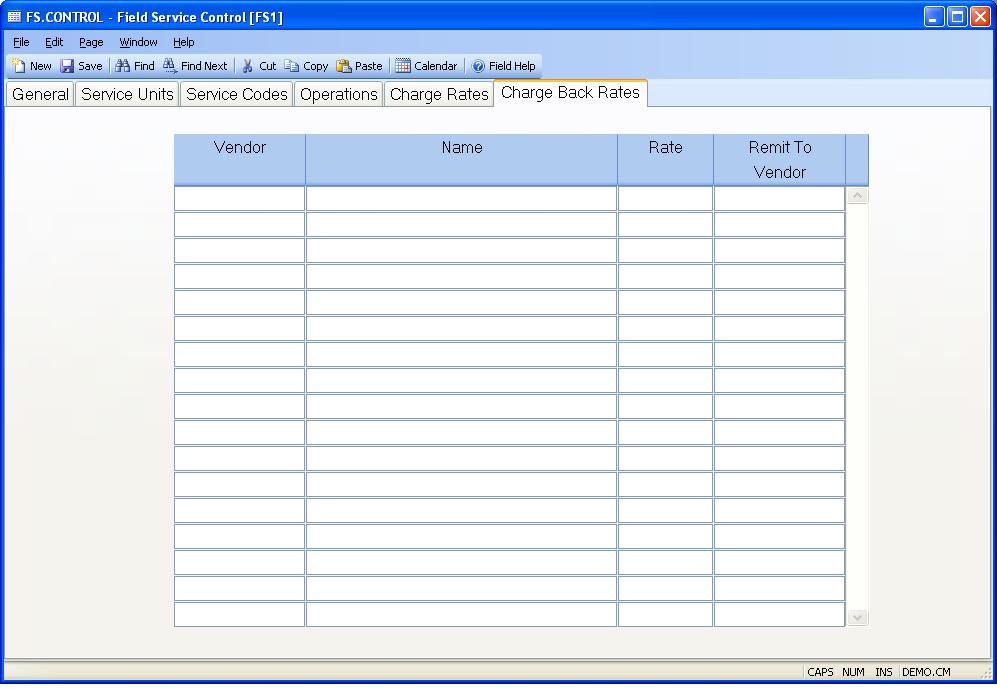 FS.CONTROL - Field Service Control [FS1]
File Edit Page Window Help
New Save Find Find Next Cut Copy Paste Calendar Field Help
General Service Units Service Codes Operations Charge Rates Charge Back Rates
Vendor Name Rate Remit To Vendor
CAPS NUM INS DEMO.CM